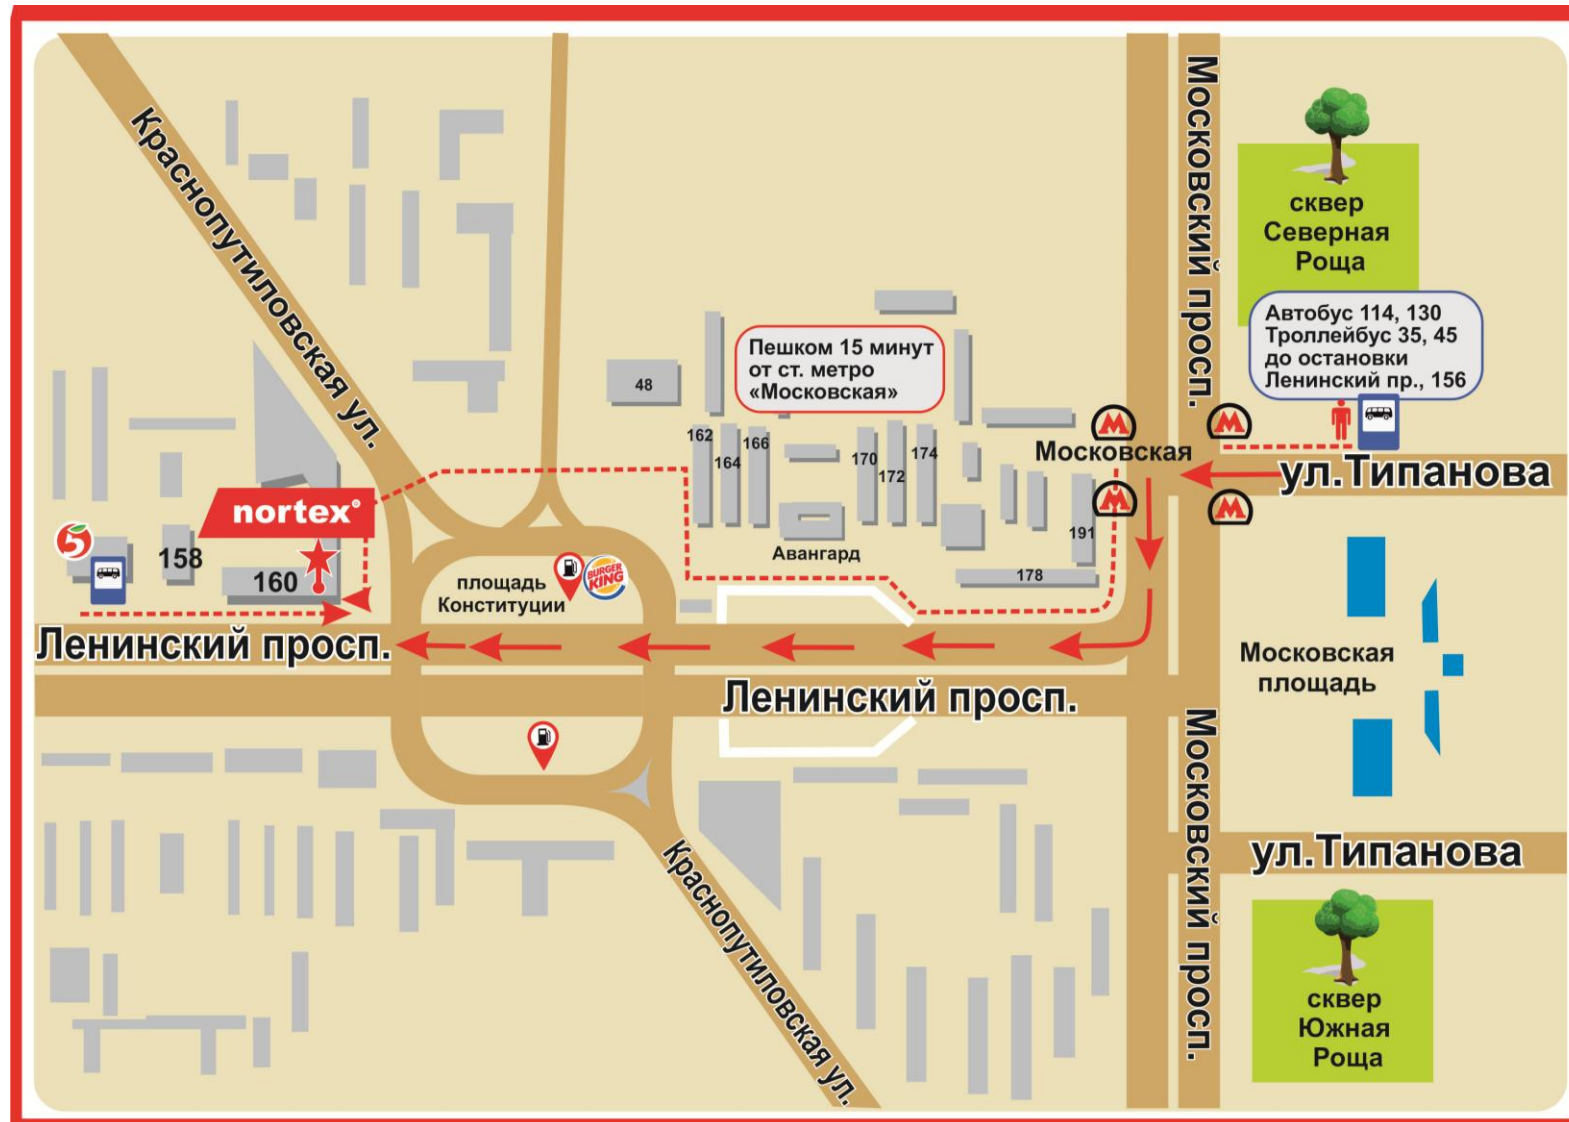 Краснопутиловская ул.
Московский просп.
сквер
Северная
Роща
Автобус 114, 130
Троллейбус 35, 45
до остановки
Ленинский пр., 156
Пешком 15 минут
от ст. метро
«Московская»
48
162
164
166
170
172
174
М
М
Московская
ул.Типанова
М
М
191
178
Авангард
nortex®
5
158
160
площадь
Конституции
BURGER
KING
Ленинский просп.
Ленинский просп.
Московская
площадь
Московский просп.
ул.Типанова
Краснопутиловская ул.
сквер
Южная
Роща